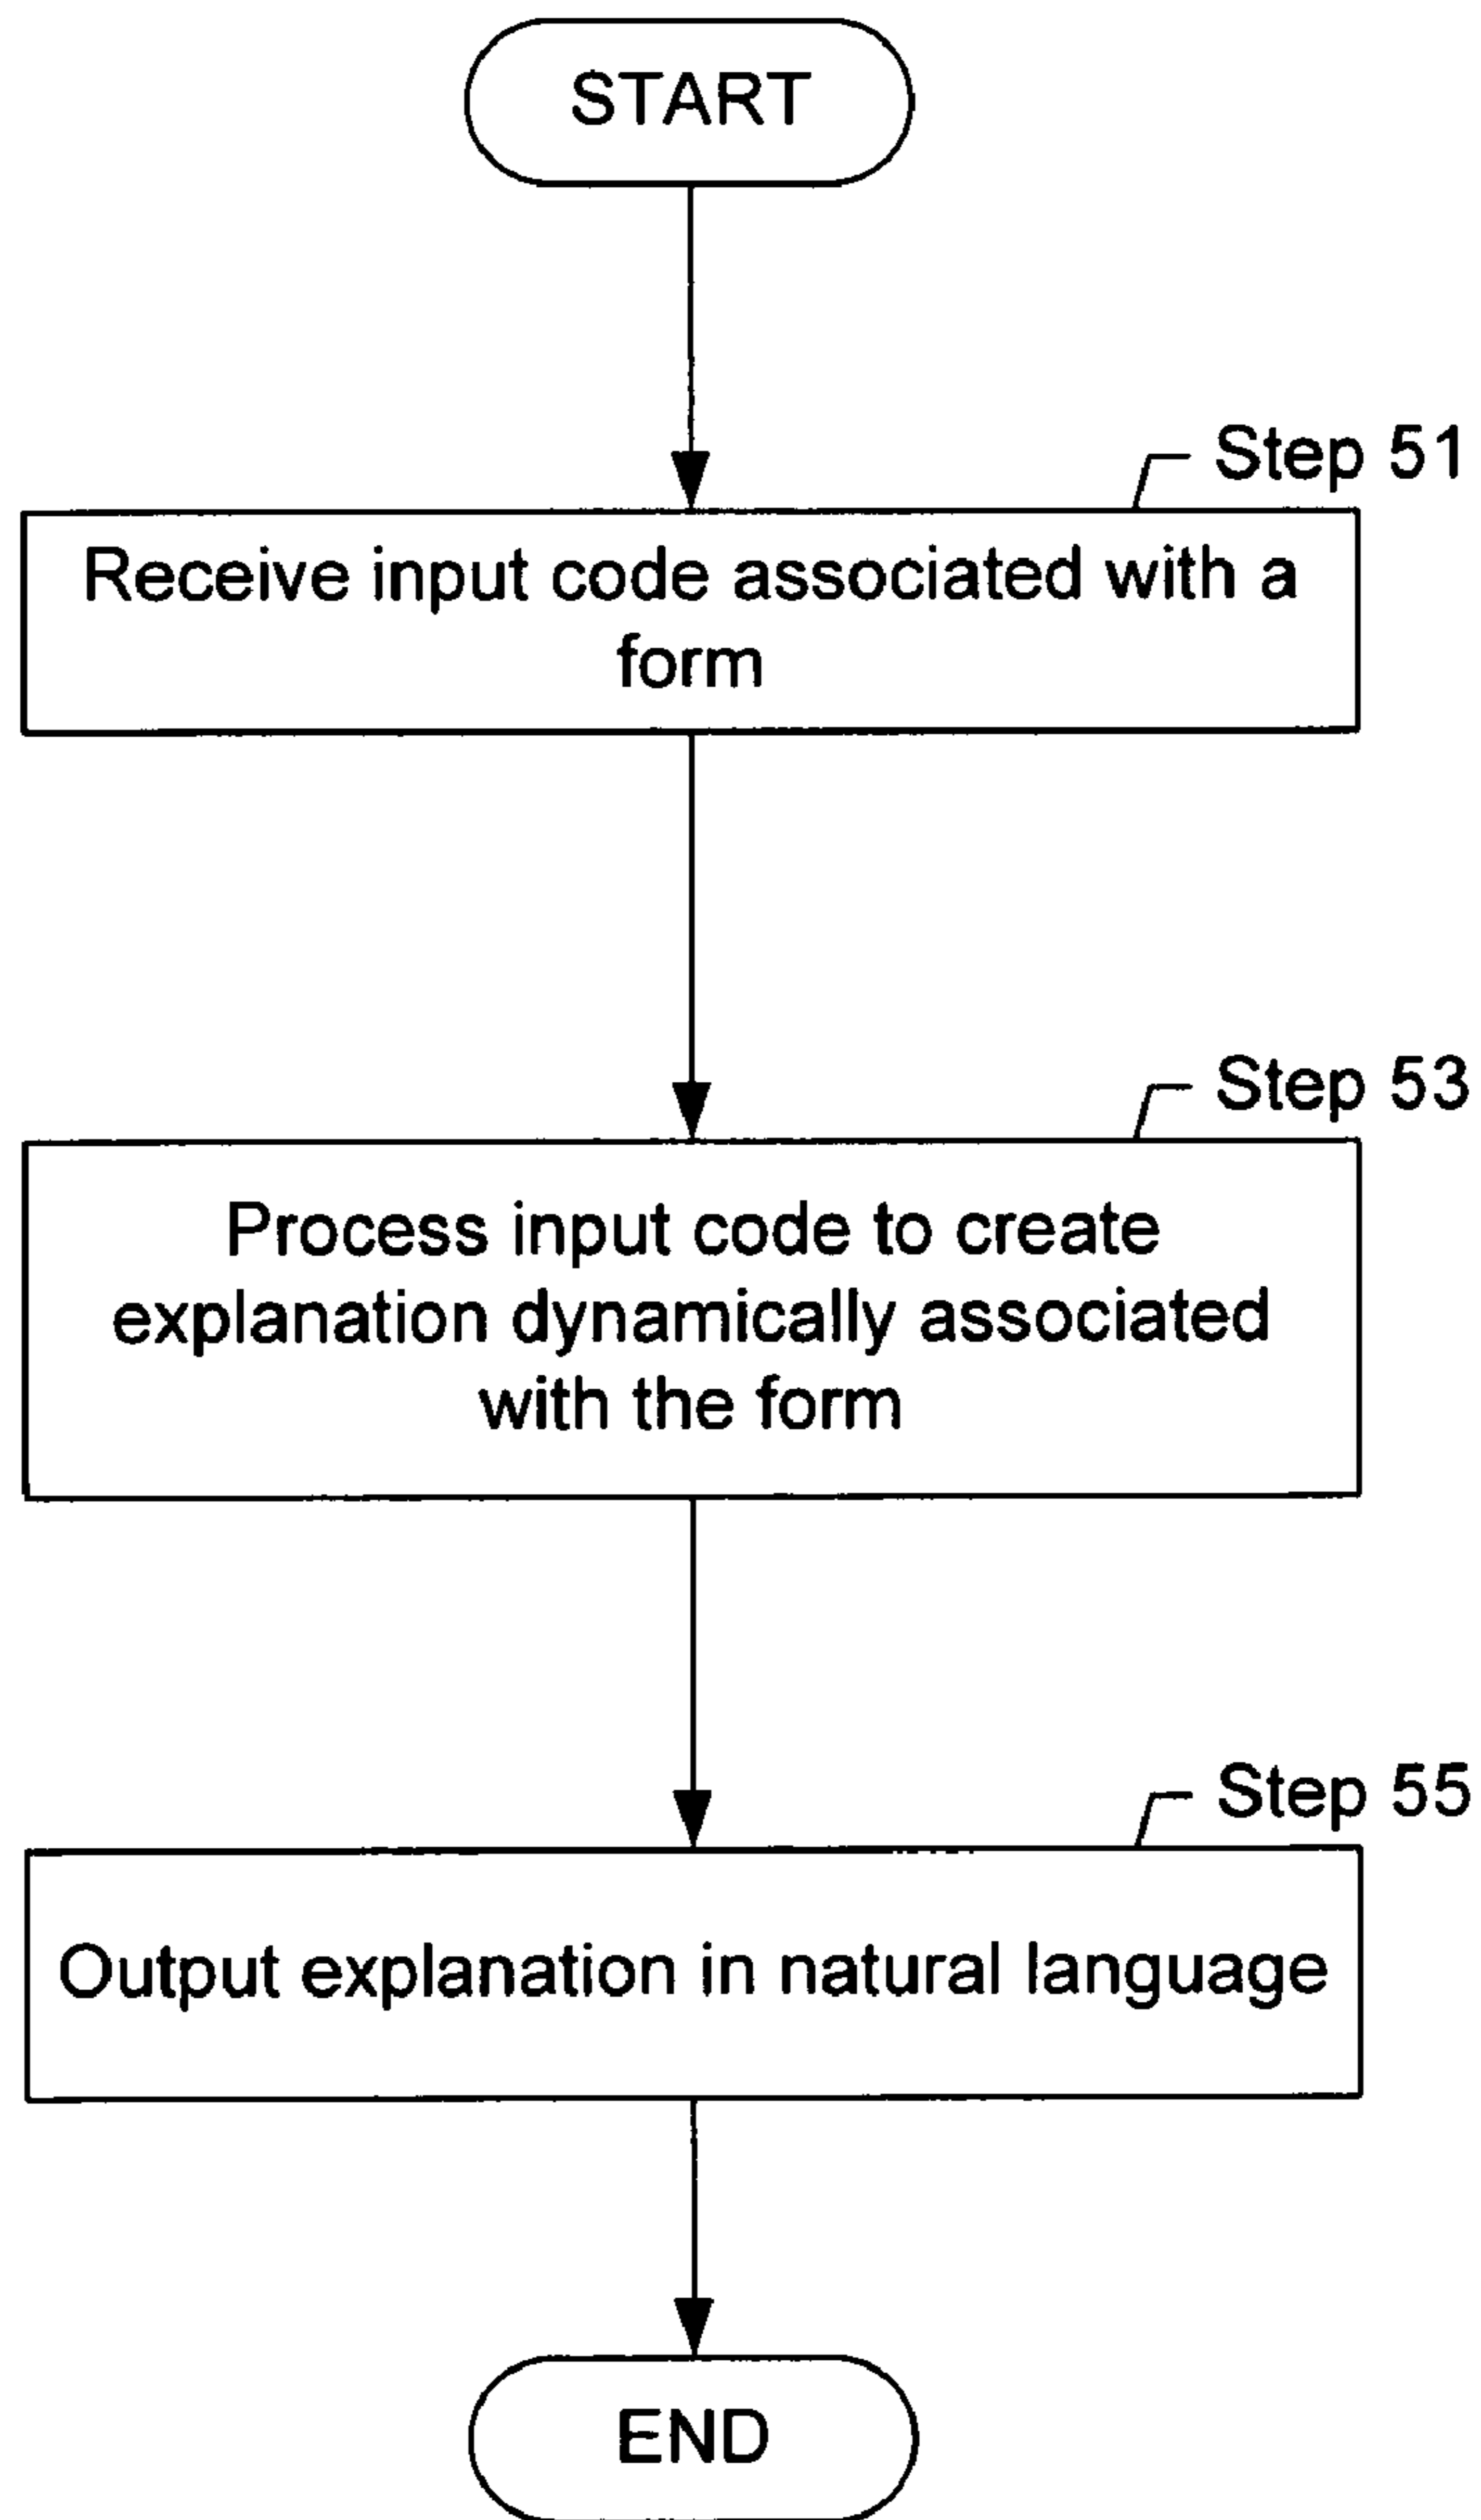 START
Step 51
Receive input code associated with a
form
Step 53
Process input code to create
explanation dynamically associated
with the form
Step 55
Output explanation in natural language
END